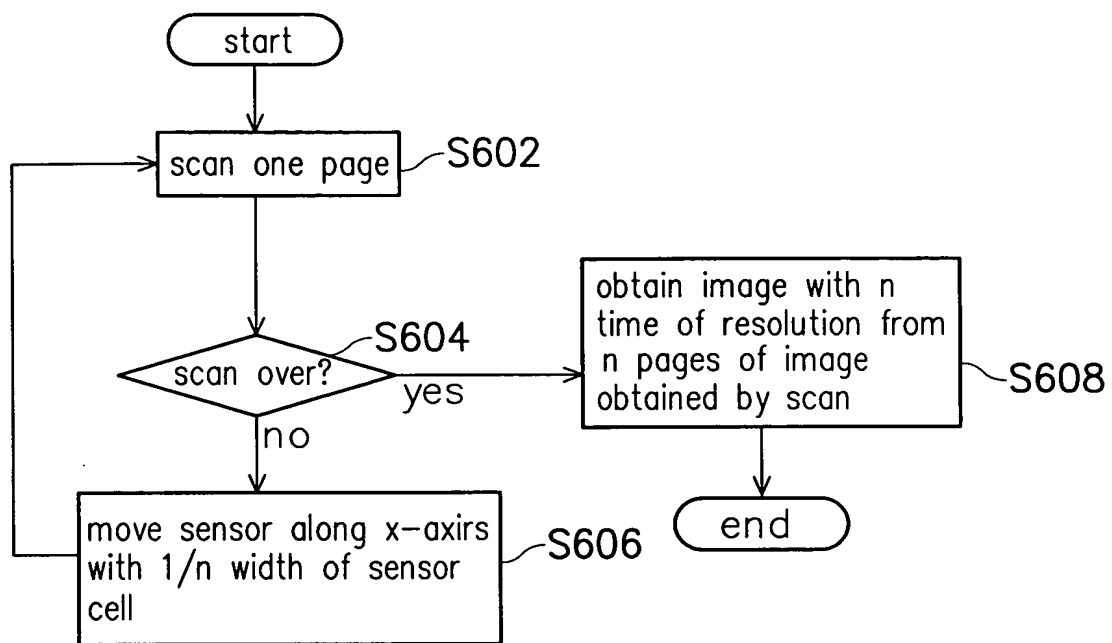 start
scan one page
S602
scan over?
S604
yes
no
move sensor along x-axirs
with 1/n width of sensor
cell
S606
obtain image with n
time of resolution from
n pages of image
obtained by scan
S608
end